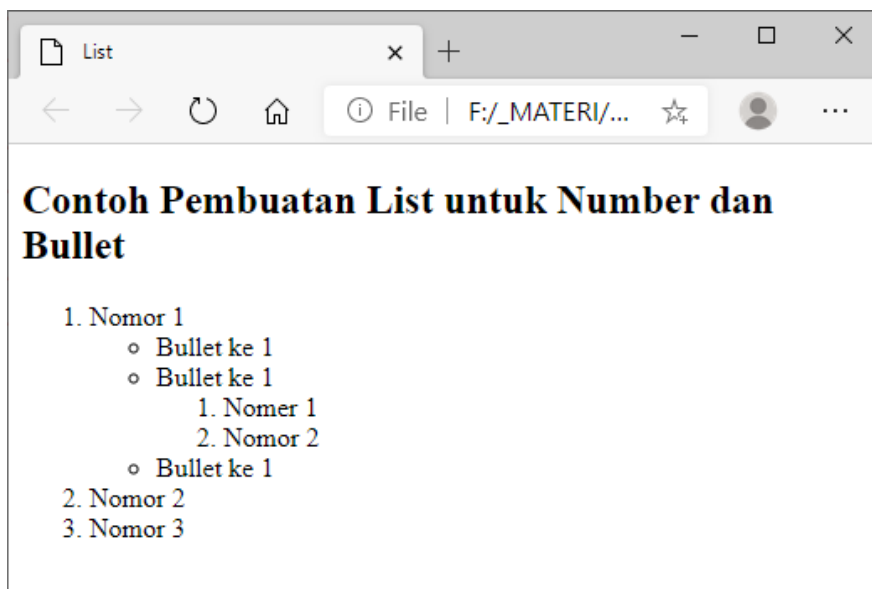 List
File | F:/_MATERI/...
Contoh Pembuatan List untuk Number dan
Bullet
1. Nomor 1
Bullet ke 1
Bullet ke 1
1. Nomer 1
2. Nomor 2
Bullet ke 1
2. Nomor 2
3. Nomor 3